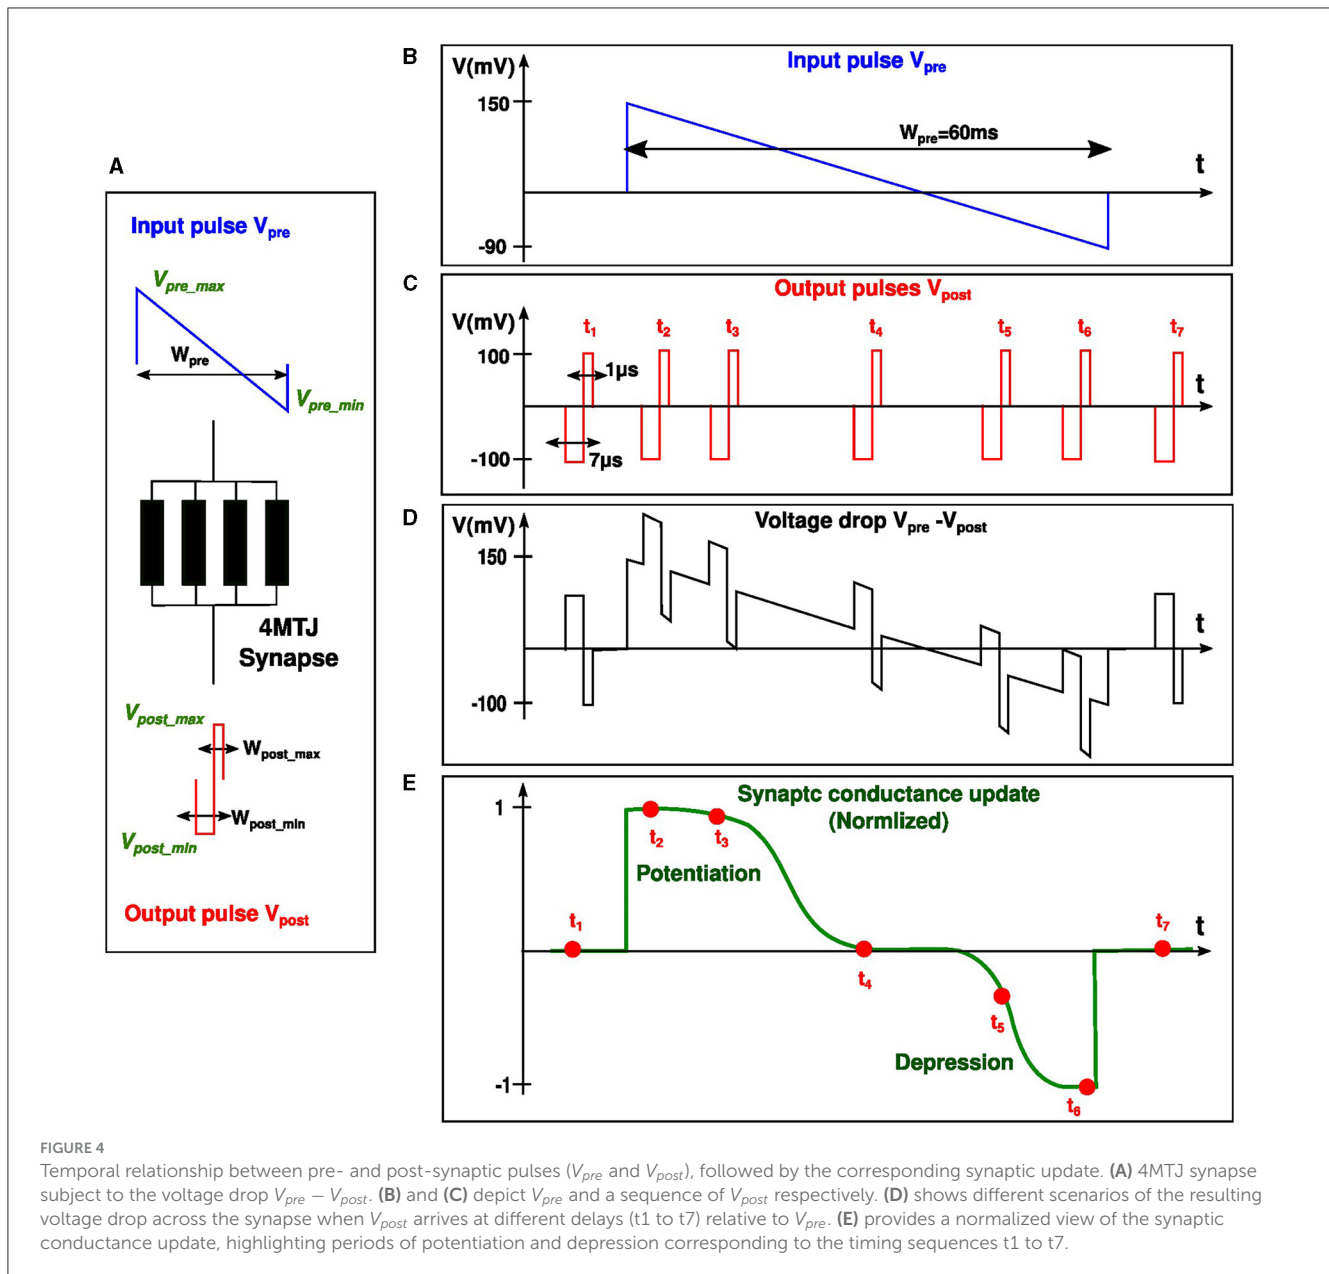 A
Input pulse Vpre
Vpre_max
Wpre
Vpre_min
4MTJ
Synapse
Vpost_max
Wpost_max
Wpost_min
Vpost_min
Output pulse Vpost
B
V(mV)
Input pulse Vpre
150
Wpre=60ms
t
-90
C
Output pulses Vpost
V(mV)
t1 t2 t3 t4 t5 t6 t7
100
1µs
t
-100
7µs
D
V(mV)
Voltage drop Vpre -Vpost
150
t
-100
E
Synaptc conductance update
(Normlized)
1
t2 t3
Potentiation
t1
t7
t
t4
t5
Depression
-1
t6
FIGURE 4
Temporal relationship between pre- and post-synaptic pulses (Vpre and Vpost), followed by the corresponding synaptic update. (A) 4MTJ synapse
subject to the voltage drop Vpre − Vpost. (B) and (C) depict Vpre and a sequence of Vpost respectively. (D) shows different scenarios of the resulting
voltage drop across the synapse when Vpost arrives at different delays (t1 to t7) relative to Vpre. (E) provides a normalized view of the synaptic
conductance update, highlighting periods of potentiation and depression corresponding to the timing sequences t1 to t7.